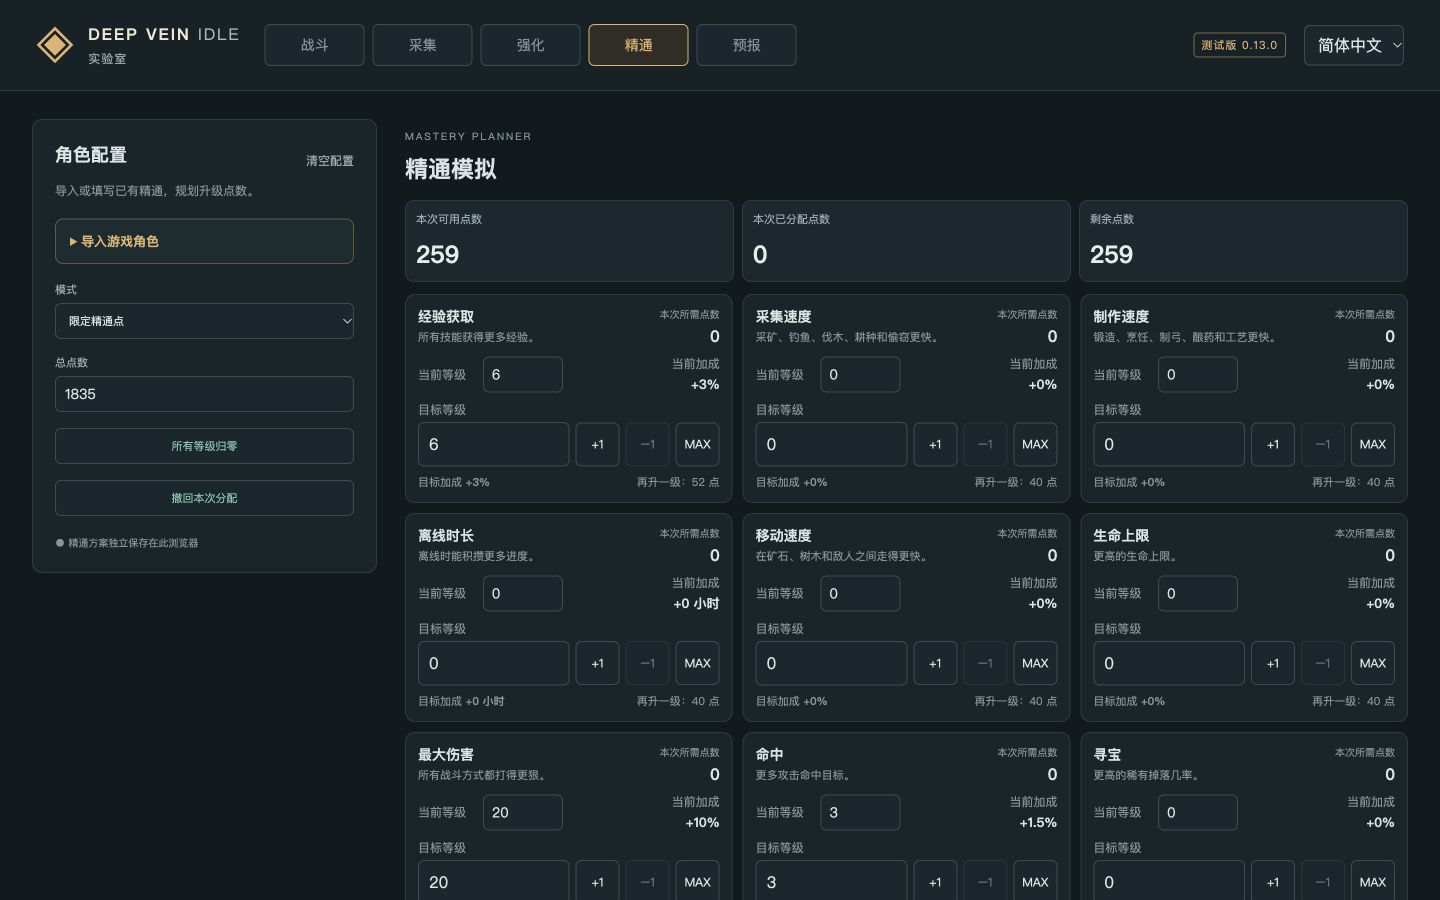 DEEP VEIN IDLE
实验室
战斗
采集
强化
精通
预报
测试版 0.13.0
简体中文
角色配置
清空配置
导入或填写已有精通，规划升级点数。
导入游戏角色
模式
限定精通点
总点数
1835
所有等级归零
撤回本次分配
精通方案独立保存在此浏览器
MASTERY PLANNER
精通模拟
本次可用点数
259
本次已分配点数
0
剩余点数
259
经验获取
本次所需点数
所有技能获得更多经验。
0
当前等级
6
当前加成
+3%
目标等级
6
+1
−1
MAX
目标加成 +3%
再升一级：52 点
采集速度
本次所需点数
采矿、钓鱼、伐木、耕种和偷窃更快。
0
当前等级
0
当前加成
+0%
目标等级
0
+1
−1
MAX
目标加成 +0%
再升一级：40 点
制作速度
本次所需点数
锻造、烹饪、制弓、酿药和工艺更快。
0
当前等级
0
当前加成
+0%
目标等级
0
+1
−1
MAX
目标加成 +0%
再升一级：40 点
离线时长
本次所需点数
离线时能积攒更多进度。
0
当前等级
0
当前加成
+0 小时
目标等级
0
+1
−1
MAX
目标加成 +0 小时
再升一级：40 点
移动速度
本次所需点数
在矿石、树木和敌人之间走得更快。
0
当前等级
0
当前加成
+0%
目标等级
0
+1
−1
MAX
目标加成 +0%
再升一级：40 点
生命上限
本次所需点数
更高的生命上限。
0
当前等级
0
当前加成
+0%
目标等级
0
+1
−1
MAX
目标加成 +0%
再升一级：40 点
最大伤害
本次所需点数
所有战斗方式都打得更狠。
0
当前等级
20
当前加成
+10%
目标等级
20
+1
−1
MAX
命中
本次所需点数
更多攻击命中目标。
0
当前等级
3
当前加成
+1.5%
目标等级
3
+1
−1
MAX
寻宝
本次所需点数
更高的稀有掉落几率。
0
当前等级
0
当前加成
+0%
目标等级
0
+1
−1
MAX